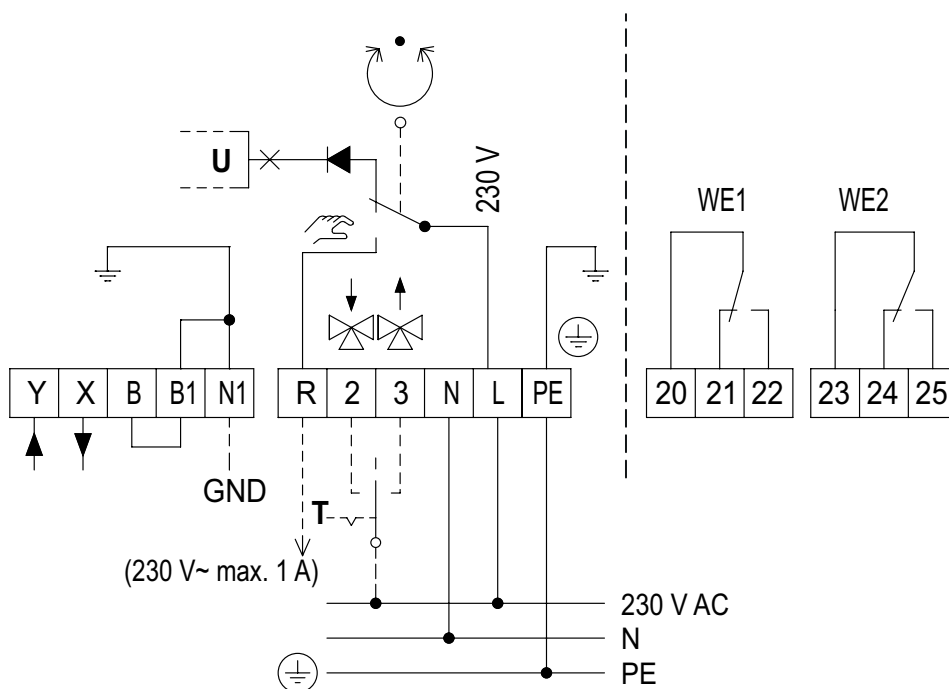 230 V
U
WE1 WE2
Y X B B1 N1 R 2 3 N L PE 20 21 22 23 24 25
GND
T
(230 V~ max. 1 A)
230 V AC
N
PE